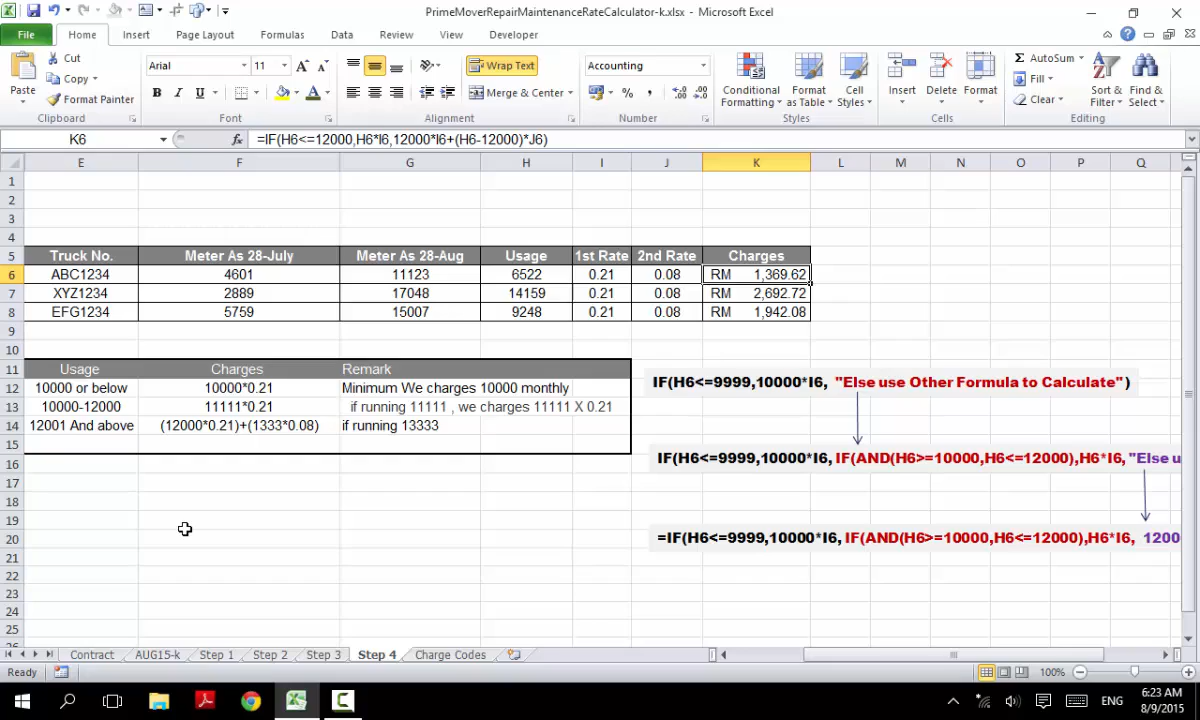 PrimeMoverRepairMaintenanceRateCalculator-k.xlsx - Microsoft Excel
File Home Insert Page Layout Formulas Data Review View Developer
Paste
Cut
Copy
Format Painter
Clipboard
Arial 11
B I U
Font
Wrap Text
Merge & Center
Alignment
Accounting
Number
Conditional Formatting
Format as Table
Cell Styles
Styles
Insert Delete Format
Cells
AutoSum
Fill
Clear
Sort & Filter
Find & Select
Editing
K6 fx =IF(H6<=12000,H6*I6,12000*I6+(H6-12000)*J6)
E F G H I J K L M N O P Q
1
2
3
4
5 Truck No. Meter As 28-July Meter As 28-Aug Usage 1st Rate 2nd Rate Charges
6 ABC1234 4601 11123 6522 0.21 0.08 RM 1,369.62
7 XYZ1234 2889 17048 14159 0.21 0.08 RM 2,692.72
8 EFG1234 5759 15007 9248 0.21 0.08 RM 1,942.08
9
10
11 Usage Charges Remark
12 10000 or below 10000*0.21 Minimum We charges 10000 monthly
IF(H6<=9999,10000*I6, "Else use Other Formula to Calculate")
13 10000-12000 11111*0.21 if running 11111 , we charges 11111 X 0.21
14 12001 And above (12000*0.21)+(1333*0.08) if running 13333
15
16 IF(H6<=9999,10000*I6, IF(AND(H6>=10000,H6<=12000),H6*I6, "Else u
17
18
19
20 =IF(H6<=9999,10000*I6, IF(AND(H6>=10000,H6<=12000),H6*I6, 1200
21
22
23
24
25
Contract AUG15-k Step 1 Step 2 Step 3 Step 4 Charge Codes
Ready 100%
ENG
6:23 AM
8/9/2015